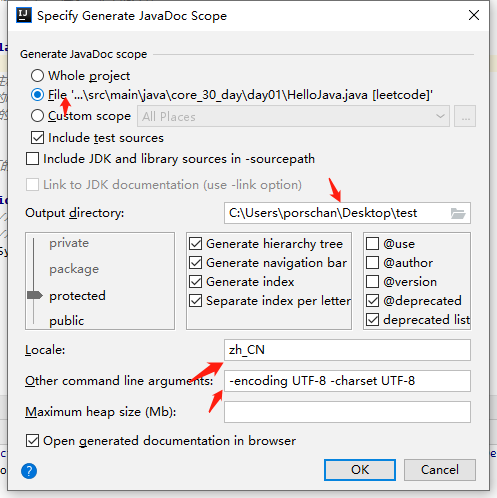 Specify Generate JavaDoc Scope
Generate JavaDoc scope
Whole project
File '...\src\main\java\core_30_day\day01\HelloJava.java [leetcode]'
Custom scope All Places ...
Include test sources
Include JDK and library sources in -sourcepath
Link to JDK documentation (use -link option)
Output directory: C:\Users\porschan\Desktop\test
private Generate hierarchy tree @use
package Generate navigation bar @author
protected Generate index @version
public Separate index per letter @deprecated
deprecated list
Locale: zh_CN
Other command line arguments: -encoding UTF-8 -charset UTF-8
Maximum heap size (Mb):
Open generated documentation in browser
? OK Cancel